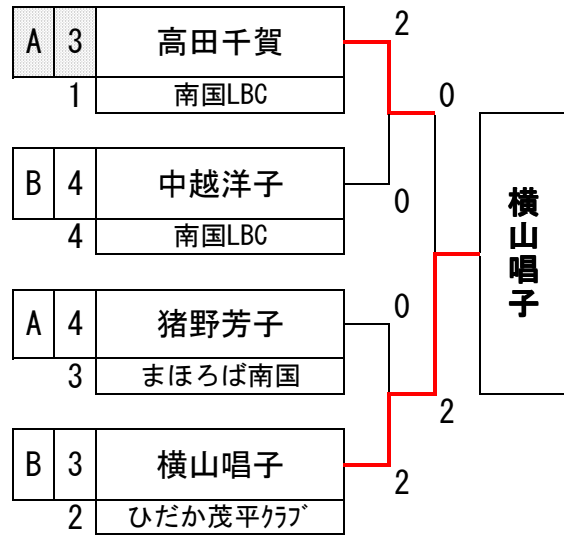 A 3 高田千賀 2
1 南国LBC 0
B 4 中越洋子
4 南国LBC 0
横山唱子
A 4 猪野芳子 0
3 まほろば南国
2
B 3 横山唱子 2
2 ひだか茂平ｸﾗﾌﾞ